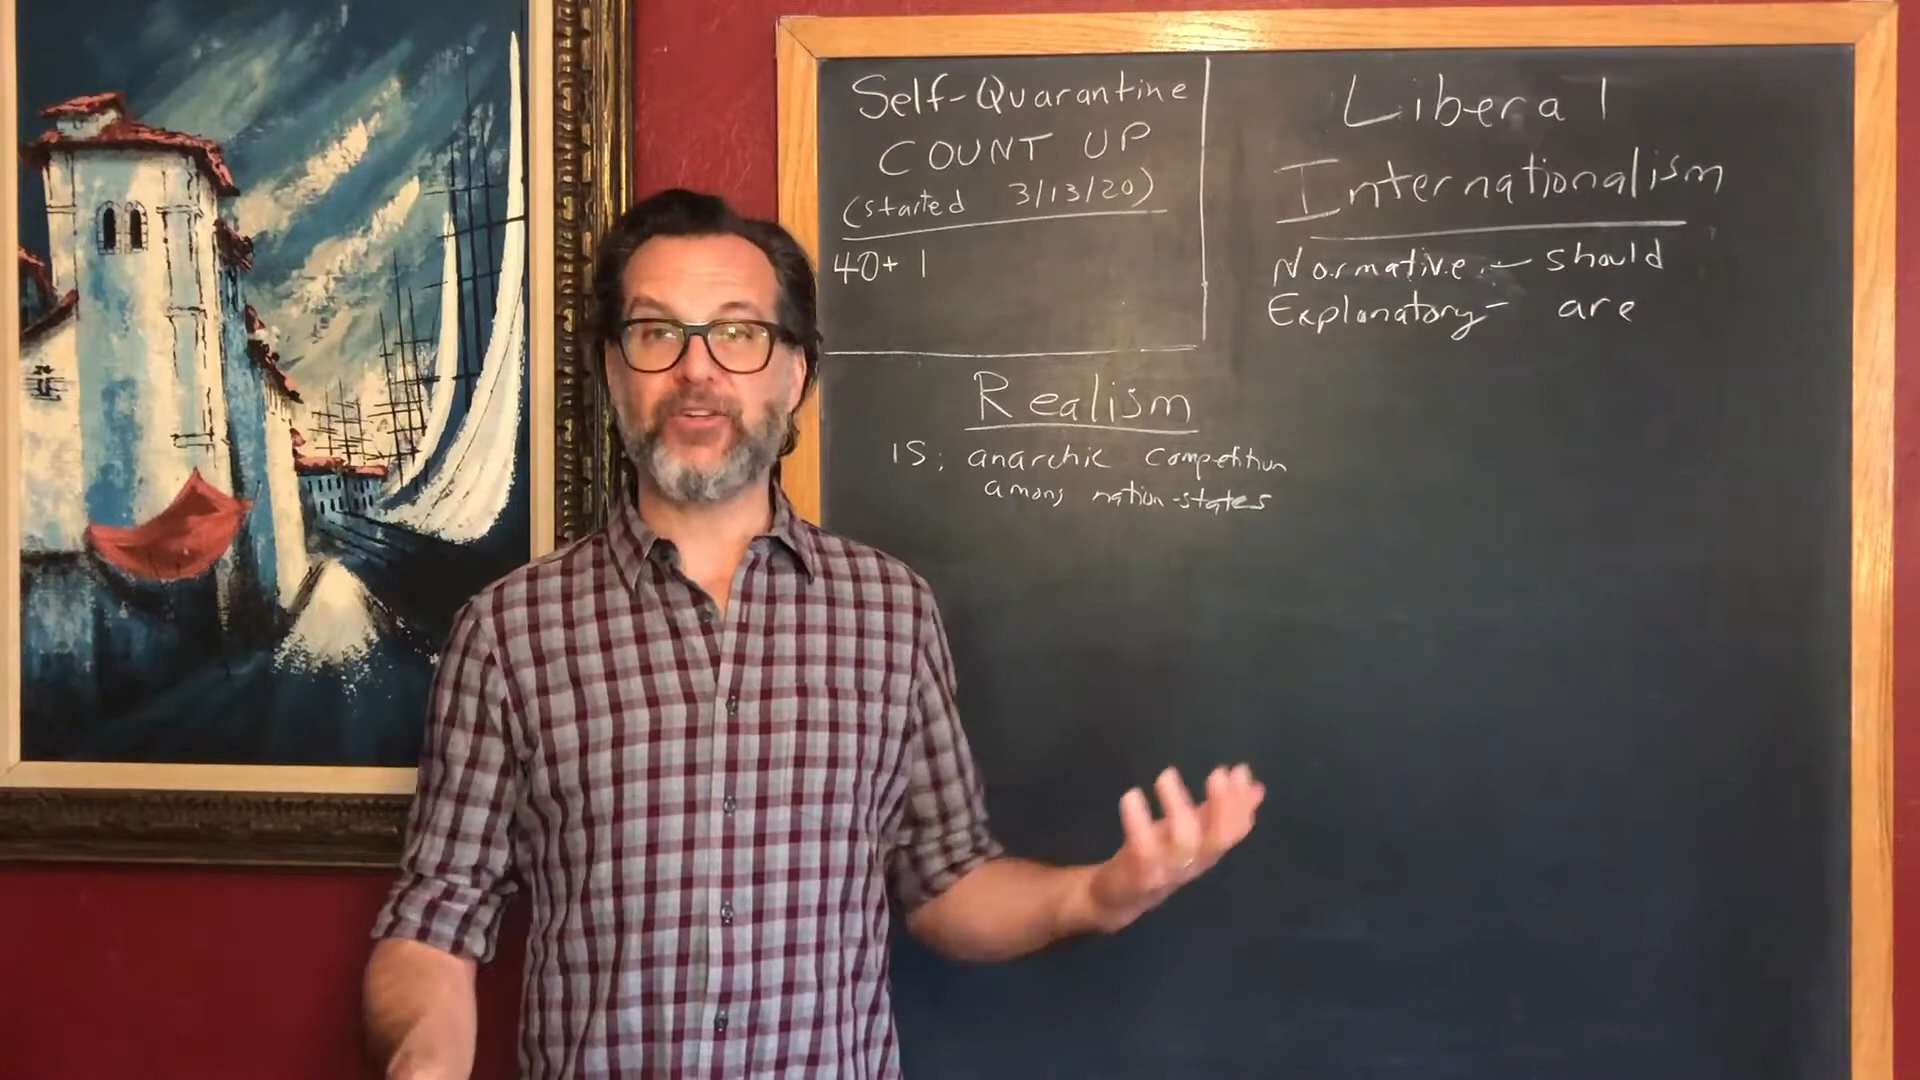 Self-Quarantine
COUNT UP
(started 3/13/20)
40+ 1
Realism
IS: anarchic competition
among nation-states
Liberal
Internationalism
Normative - should
Explanatory - are